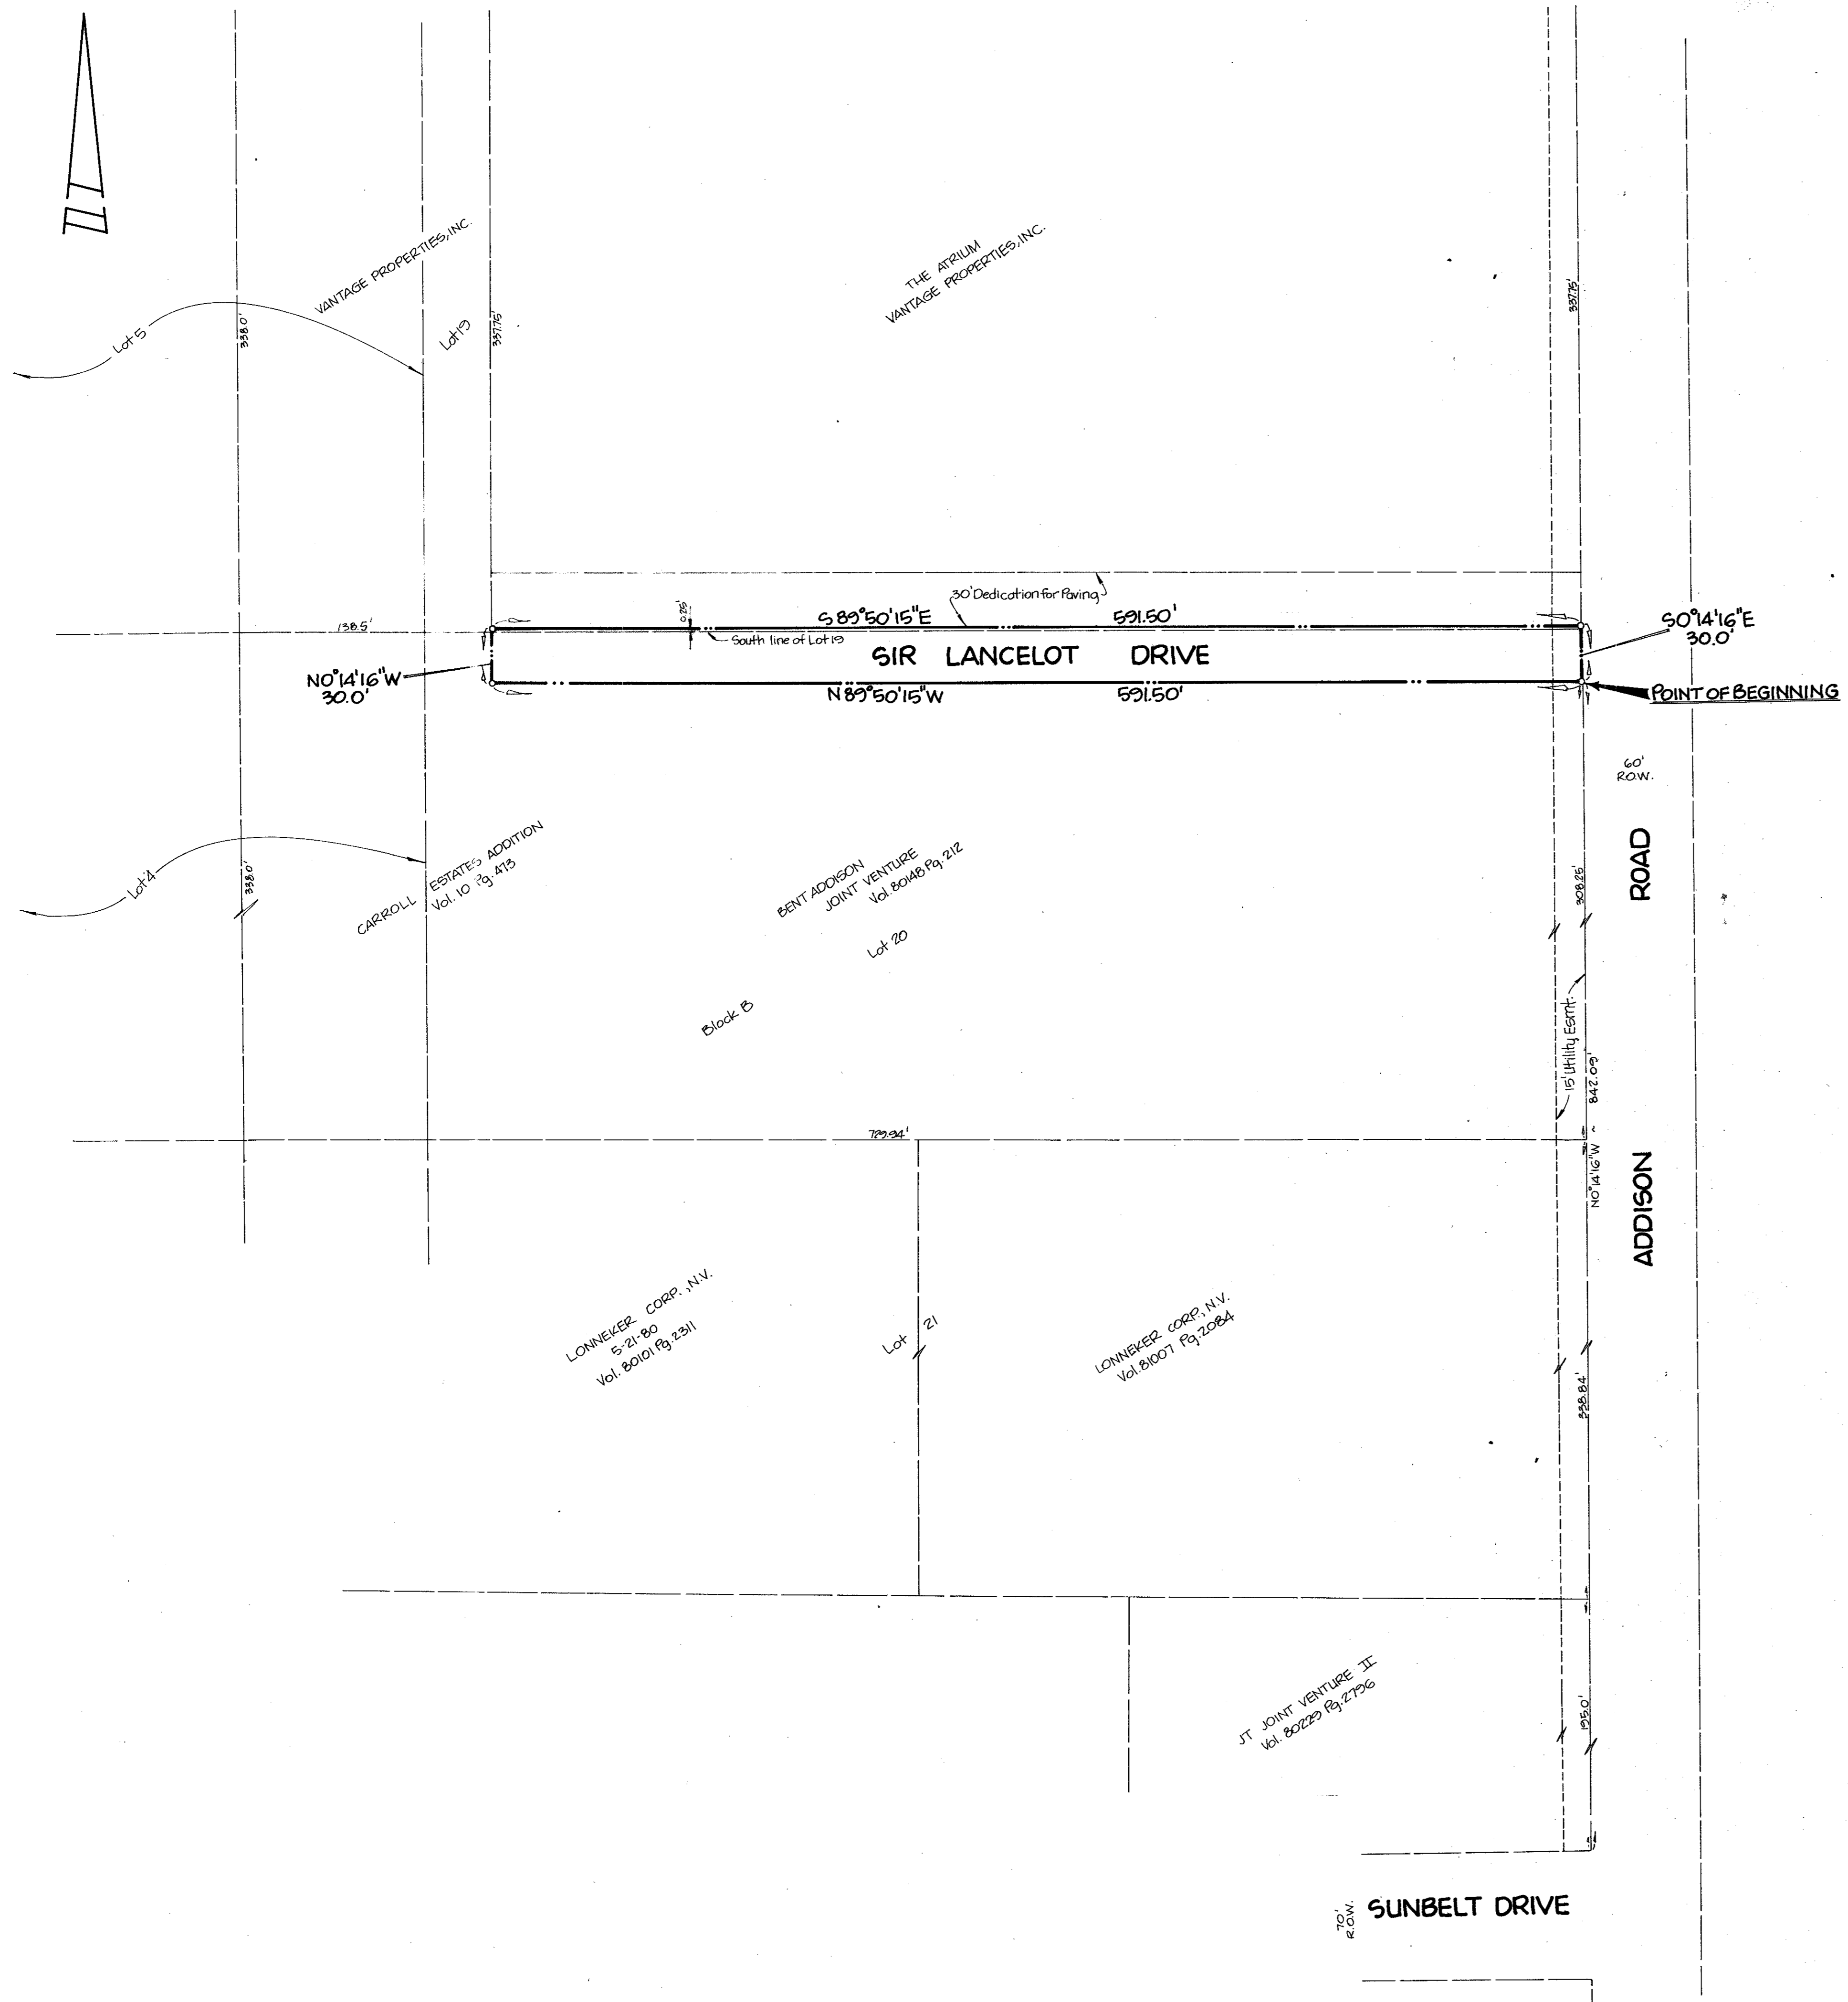 VANTAGE PROPERTIES, INC.
THE ATRIUM
VANTAGE PROPERTIES, INC.
Lot 5
338.0'
Lot 19
337.75'
337.75'
30' Dedication for Paving
138.5'
0.25'
S 89°50'15"E 591.50'
South line of Lot 19
SIR LANCELOT DRIVE
S0°14'16"E
30.0'
N0°14'16"W
30.0'
N 89°50'15"W 591.50'
POINT OF BEGINNING
60'
R.O.W.
Lot 4
338.0'
CARROLL ESTATES ADDITION
Vol. 10 Pg. 473
BENT ADDISON
JOINT VENTURE
Vol. 80148 Pg. 212
Lot 20
Block B
308.25'
ADDISON ROAD
15' Utility Esmt.
N0°14'16"W ~ 842.09'
729.94'
LONNEKER CORP., N.V.
5-21-80
Vol. 80101 Pg. 2311
Lot 21
LONNEKER CORP., N.V.
Vol. 81007 Pg. 2084
338.84'
JT JOINT VENTURE II
Vol. 80229 Pg. 2796
195.0'
70'
R.O.W.
SUNBELT DRIVE